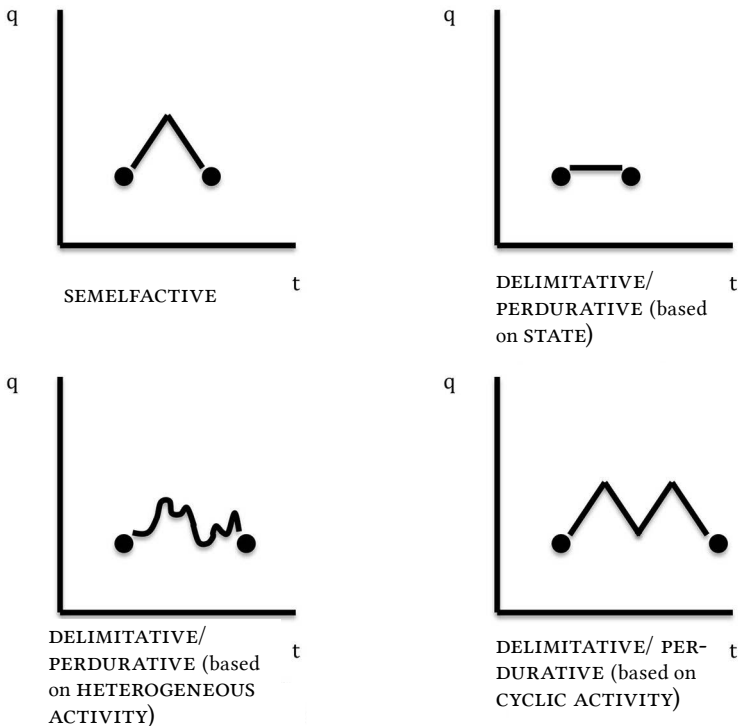 q
t
SEMELFACTIVE
q
t
DELIMITATIVE/
PERDURATIVE (based
on STATE)
q
t
DELIMITATIVE/
PERDURATIVE (based
on HETEROGENEOUS
ACTIVITY)
q
t
DELIMITATIVE/ PER-
DURATIVE (based on
CYCLIC ACTIVITY)